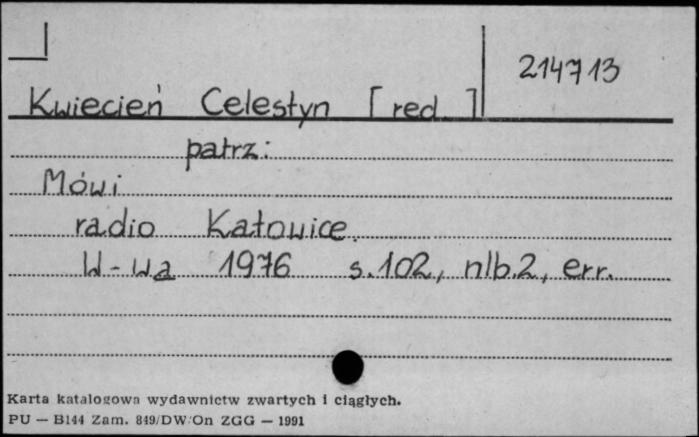 214713
Kwiecień Celestyn [red.]
patrz:
Mówi
radio Katowice.
W-wa 1976 s.102, nlb.2, err.
Karta katalogowa wydawnictw zwartych i ciągłych.
PU — B144 Zam. 849/DW/On ZGG — 1991